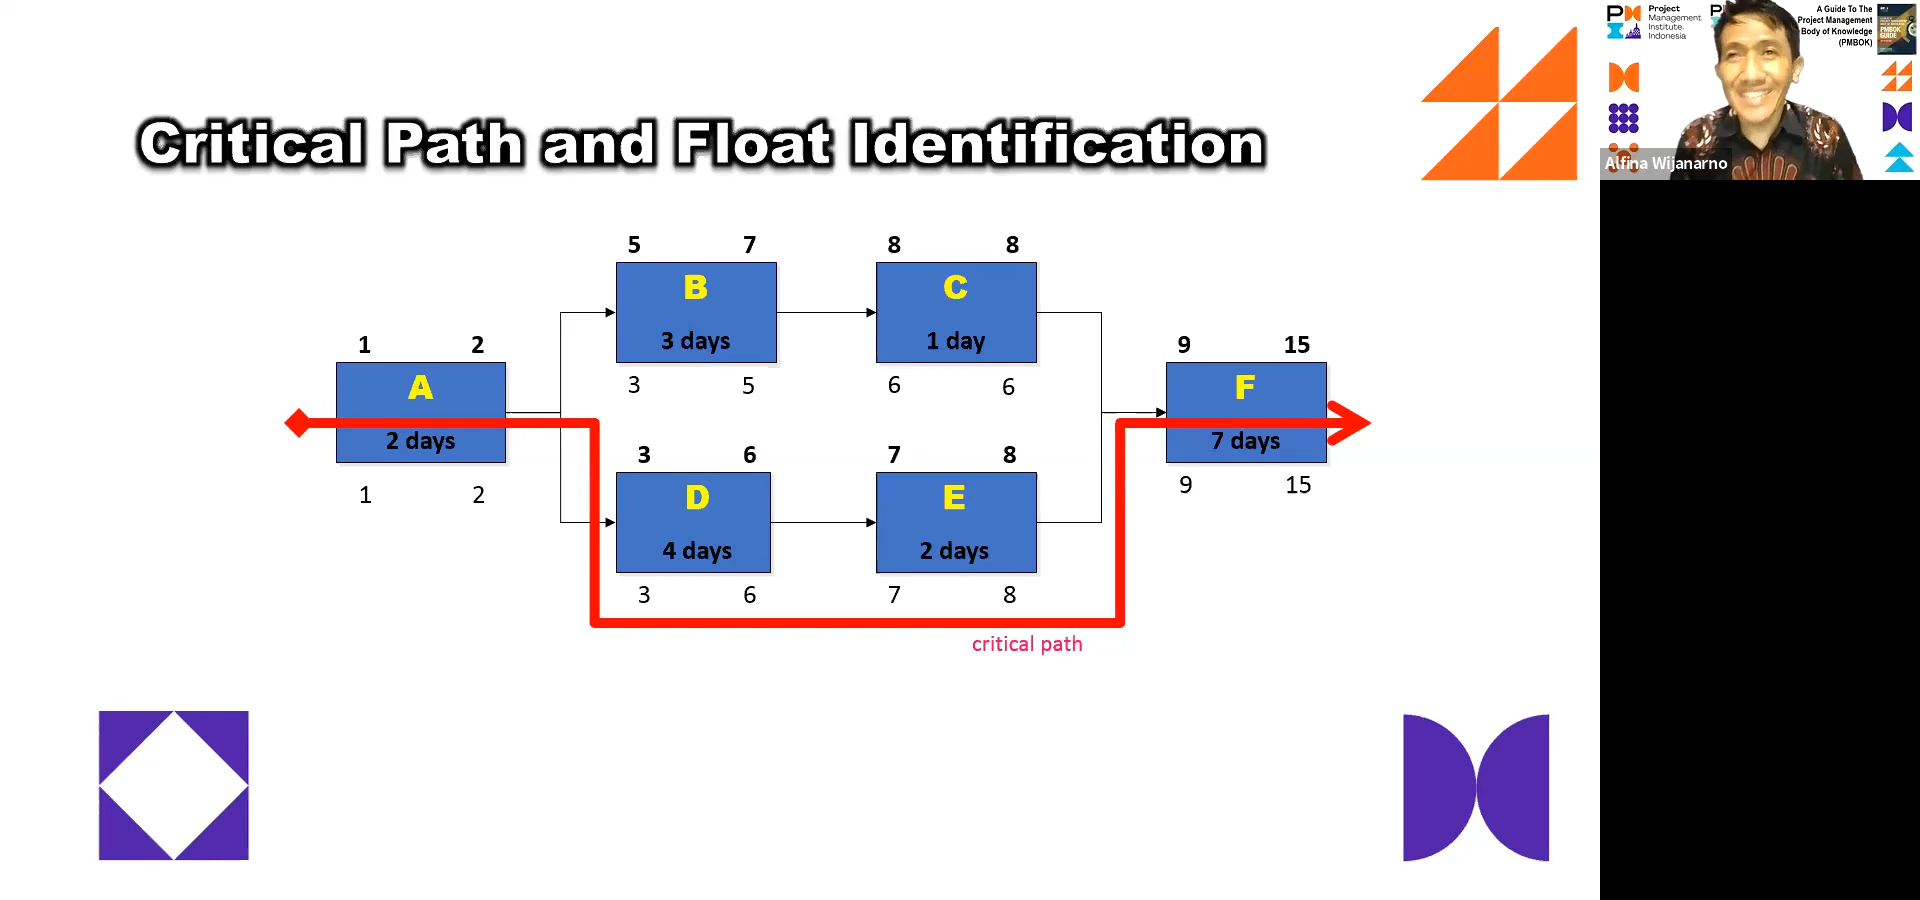 Critical Path and Float Identification
5 7
B
3 days
3 5
8 8
C
1 day
6 6
1 2
A
2 days
1 2
3 6
D
4 days
3 6
7 8
E
2 days
7 8
9 15
F
7 days
9 15
critical path
Project
Management
Institute.
Indonesia
P
A Guide To The
Project Management
Body of Knowledge
(PMBOK)
PMBOK
GUIDE
Alfina Wijanarno